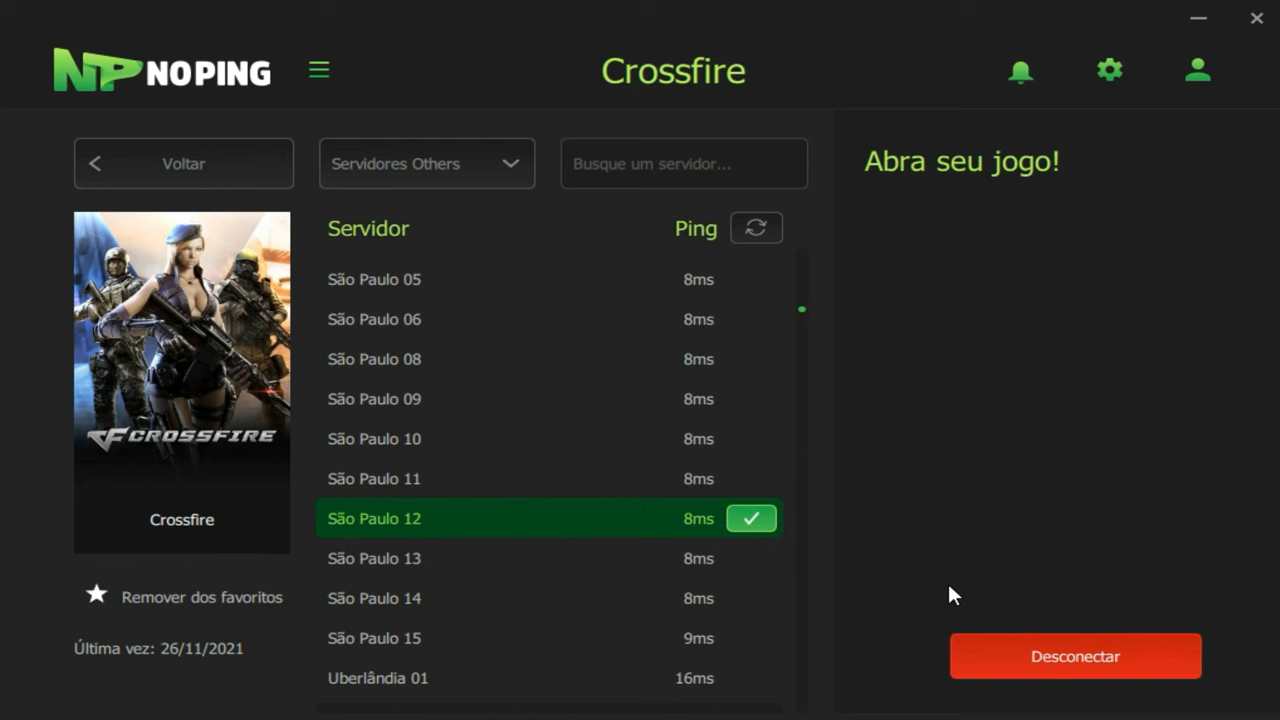 NP NOPING
Crossfire
Voltar
Servidores Others
Busque um servidor...
Abra seu jogo!
Servidor Ping
São Paulo 05 8ms
São Paulo 06 8ms
São Paulo 08 8ms
São Paulo 09 8ms
São Paulo 10 8ms
São Paulo 11 8ms
São Paulo 12 8ms
São Paulo 13 8ms
São Paulo 14 8ms
São Paulo 15 9ms
Uberlândia 01 16ms
CF CROSSFIRE
Crossfire
Remover dos favoritos
Última vez: 26/11/2021
Desconectar